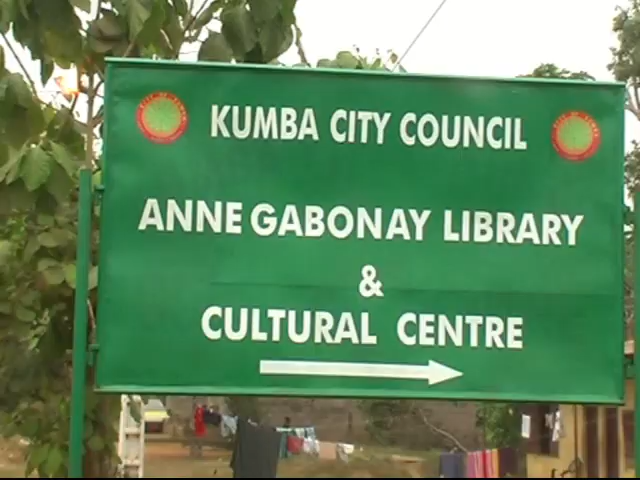 KUMBA CITY COUNCIL
ANNE GABONAY LIBRARY
&
CULTURAL CENTRE